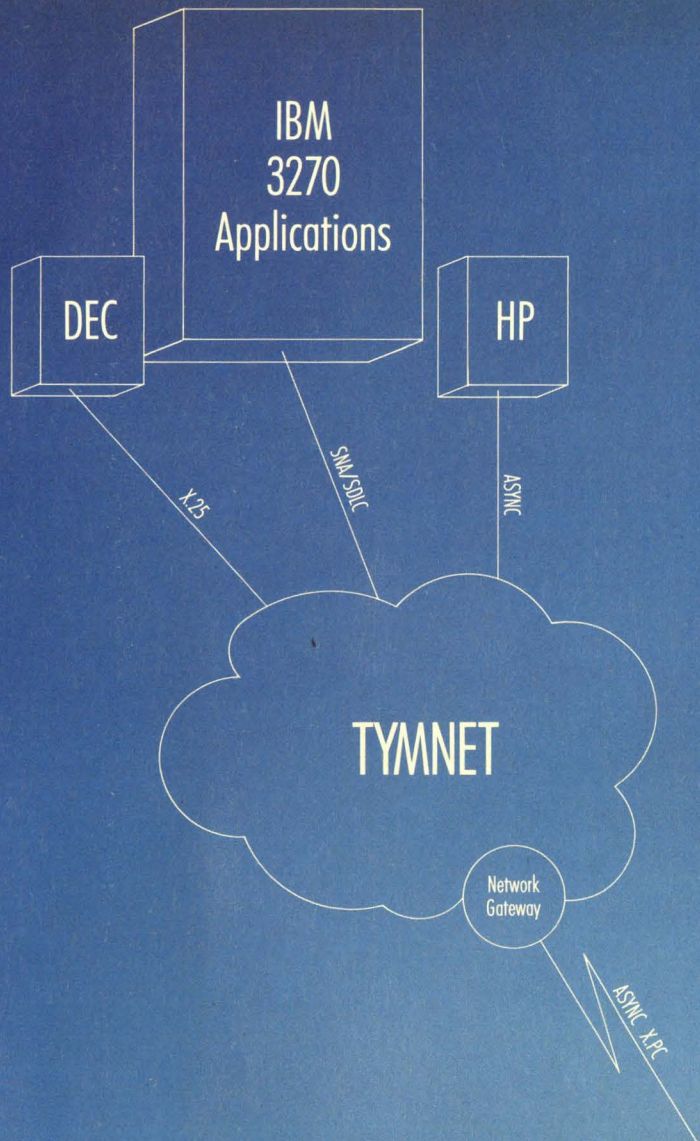 IBM
3270
Applications
DEC
HP
X.25
SNA/SDLC
ASYNC
TYMNET
Network
Gateway
ASYNC X.PC